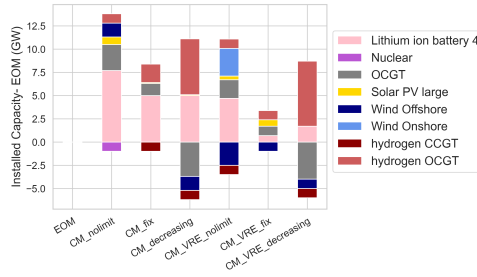 Installed Capacity- EOM (GW)
12.5
10.0
7.5
5.0
2.5
0.0
−2.5
−5.0
EOM
CM_nolimit
CM_fix
CM_decreasing
CM_VRE_nolimit
CM_VRE_fix
CM_VRE_decreasing
Lithium ion battery 4
Nuclear
OCGT
Solar PV large
Wind Offshore
Wind Onshore
hydrogen CCGT
hydrogen OCGT